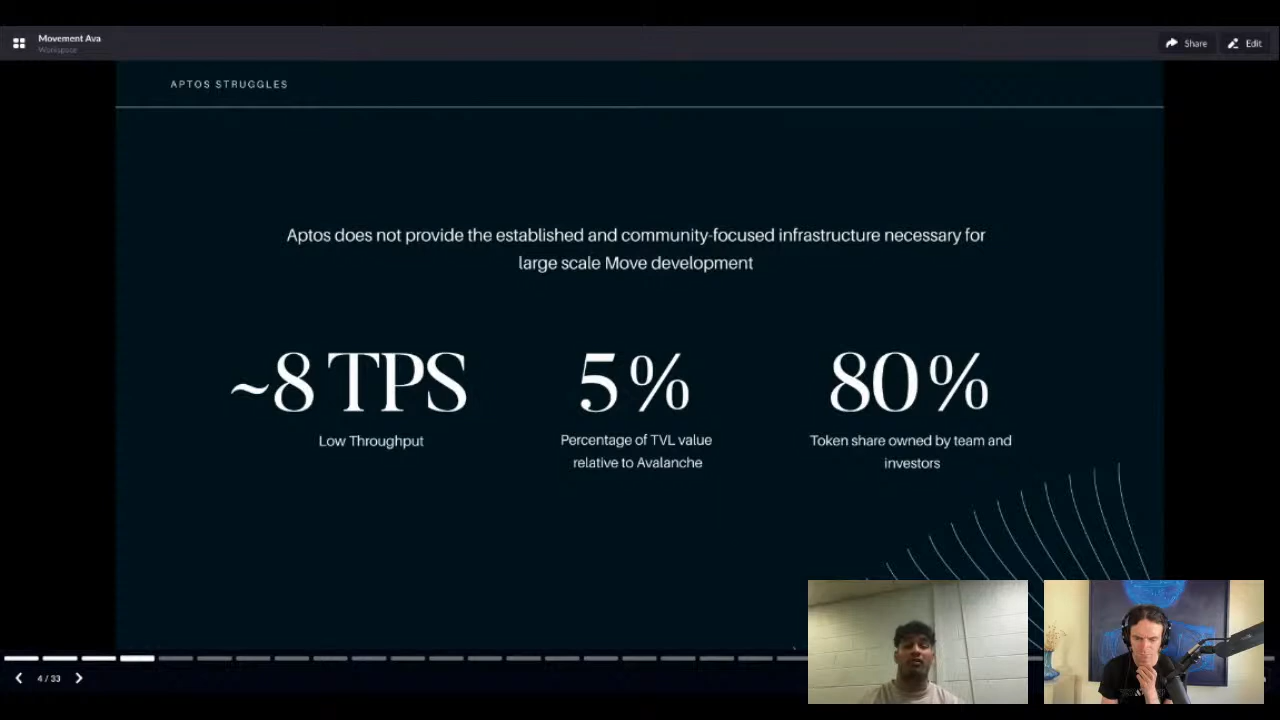 Movement Ava
Workspace
Share
Edit
APTOS STRUGGLES
Aptos does not provide the established and community-focused infrastructure necessary for
large scale Move development
~8 TPS
5%
80%
Low Throughput
Percentage of TVL value
relative to Avalanche
Token share owned by team and
investors
4 / 33